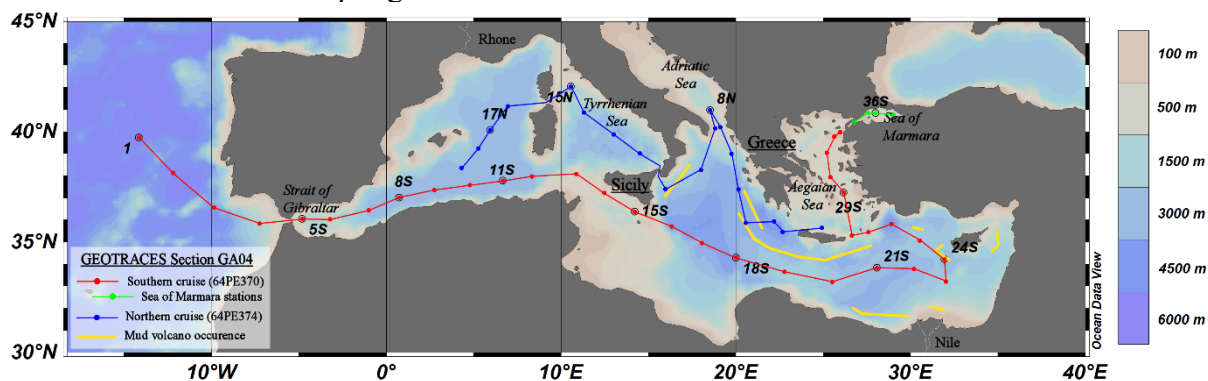 45°N
40°N
35°N
30°N
10°W
0°
10°E
20°E
30°E
40°E
Rhone
Adriatic
Sea
Tyrrhenian
Sea
Greece
Sea of
Marmara
Aegaian
Sea
Sicily
Strait of
Gibraltar
Nile
1
5S
8S
11S
15S
18S
21S
24S
29S
36S
8N
15N
17N
GEOTRACES Section GA04
Southern cruise (64PE370)
Sea of Marmara stations
Northern cruise (64PE374)
Mud volcano occurence
Ocean Data View
100 m
500 m
1500 m
3000 m
4500 m
6000 m